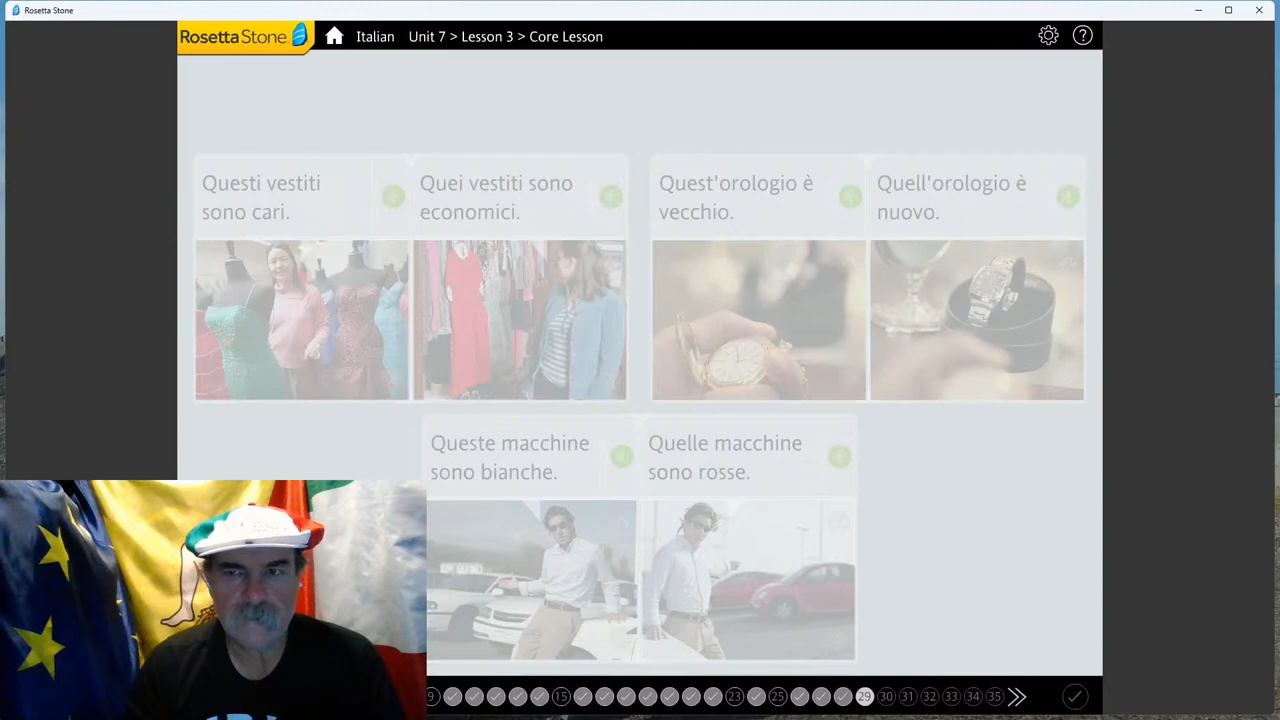 Rosetta Stone
RosettaStone
Italian Unit 7 > Lesson 3 > Core Lesson
?
Questi vestiti
sono cari.
Quei vestiti sono
economici.
Quest'orologio è
vecchio.
Quell'orologio è
nuovo.
Queste macchine
sono bianche.
Quelle macchine
sono rosse.
9 15 23 25 29 30 31 32 33 34 35